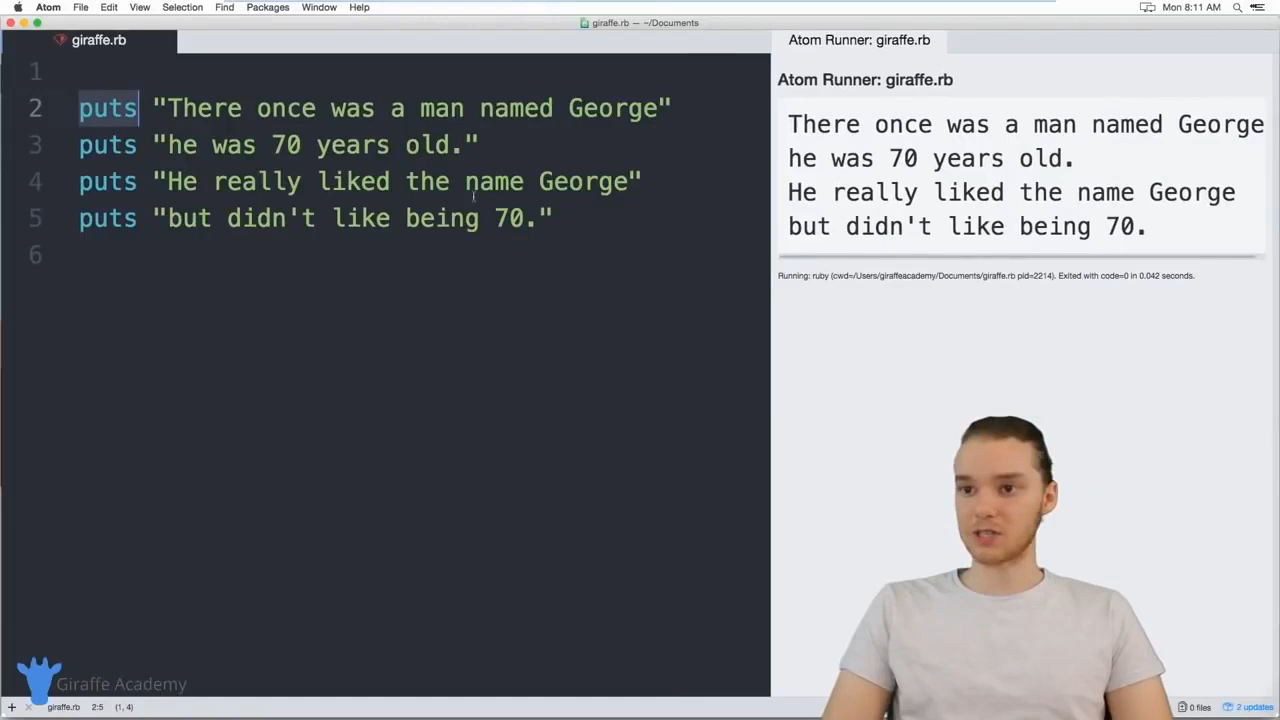 Atom File Edit View Selection Find Packages Window Help
Mon 8:11 AM
giraffe.rb — ~/Documents
giraffe.rb
Atom Runner: giraffe.rb
1
2 puts "There once was a man named George"
3 puts "he was 70 years old."
4 puts "He really liked the name George"
5 puts "but didn't like being 70."
6
Atom Runner: giraffe.rb
There once was a man named George
he was 70 years old.
He really liked the name George
but didn't like being 70.
Running: ruby (cwd=/Users/giraffeacademy/Documents/giraffe.rb pid=2214). Exited with code=0 in 0.042 seconds.
Giraffe Academy
+ × giraffe.rb 2:5 (1, 4)
0 files 2 updates